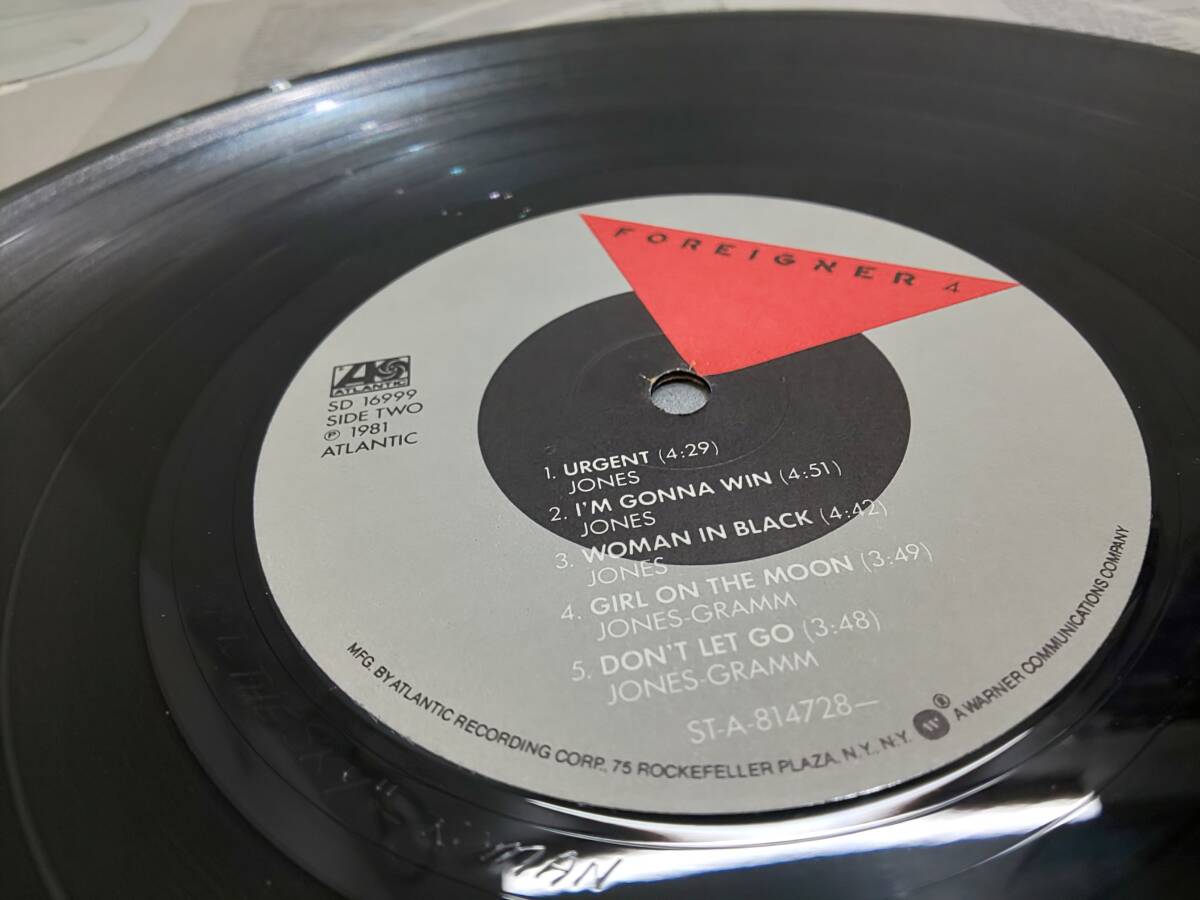 FOREIGNER 4
ATLANTIC
SD 16999
SIDE TWO
℗ 1981
ATLANTIC
1. URGENT (4:29)
JONES
2. I'M GONNA WIN (4:51)
JONES
3. WOMAN IN BLACK (4:42)
JONES
4. GIRL ON THE MOON (3:49)
JONES-GRAMM
5. DON'T LET GO (3:48)
JONES-GRAMM
ST-A-814728—
MFG. BY ATLANTIC RECORDING CORP., 75 ROCKEFELLER PLAZA, N.Y., N.Y. ® A WARNER COMMUNICATIONS COMPANY
MAN